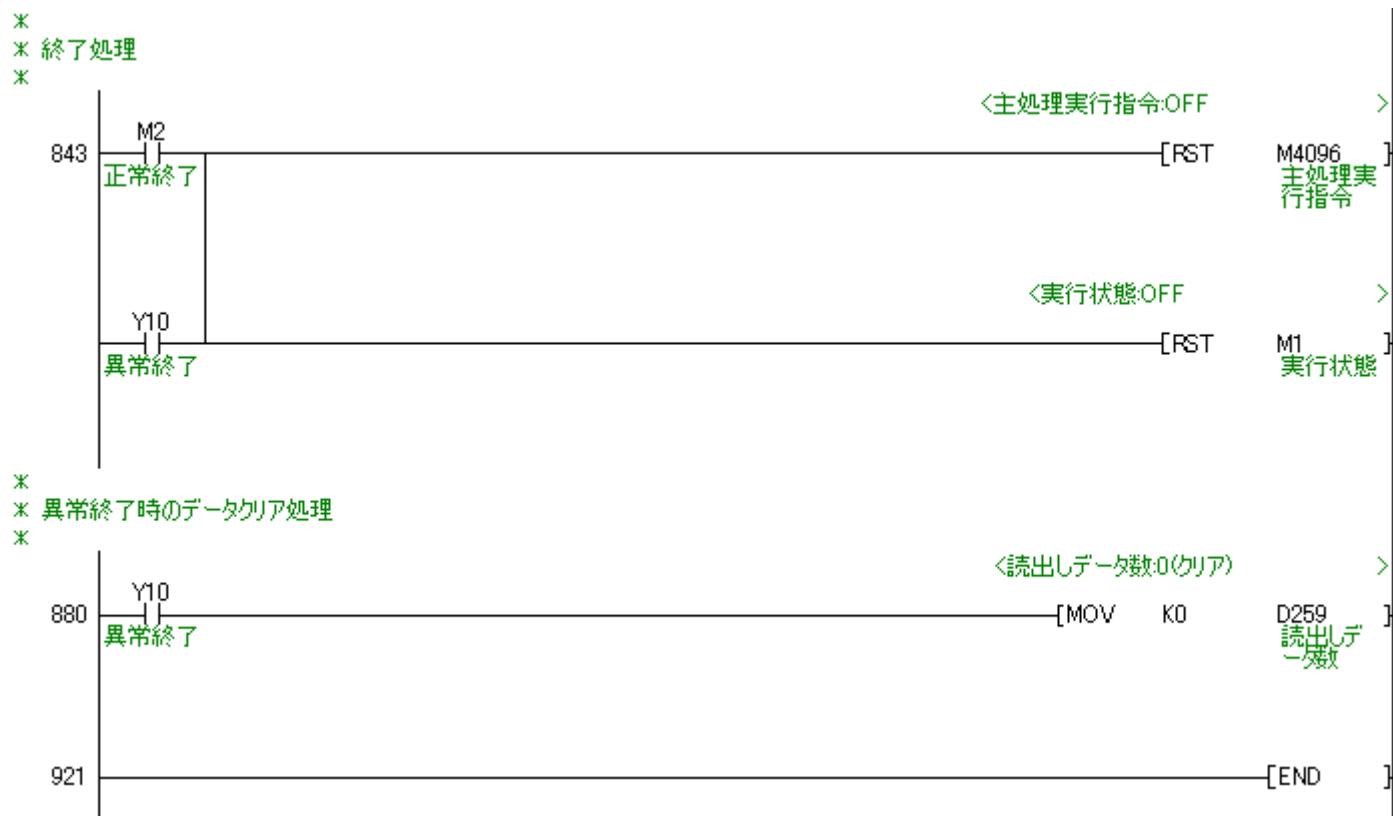 *
* 終了処理
*
<主処理実行指令:OFF >
M2
843 [RST M4096 ]
正常終了 主処理実
行指令
<実行状態:OFF >
Y10
[RST M1 ]
異常終了 実行状態
*
* 異常終了時のデータクリア処理
*
<読出しデータ数:0(クリア) >
Y10
880 [MOV K0 D259 ]
異常終了 読出しデ
ータ数
921 [END ]